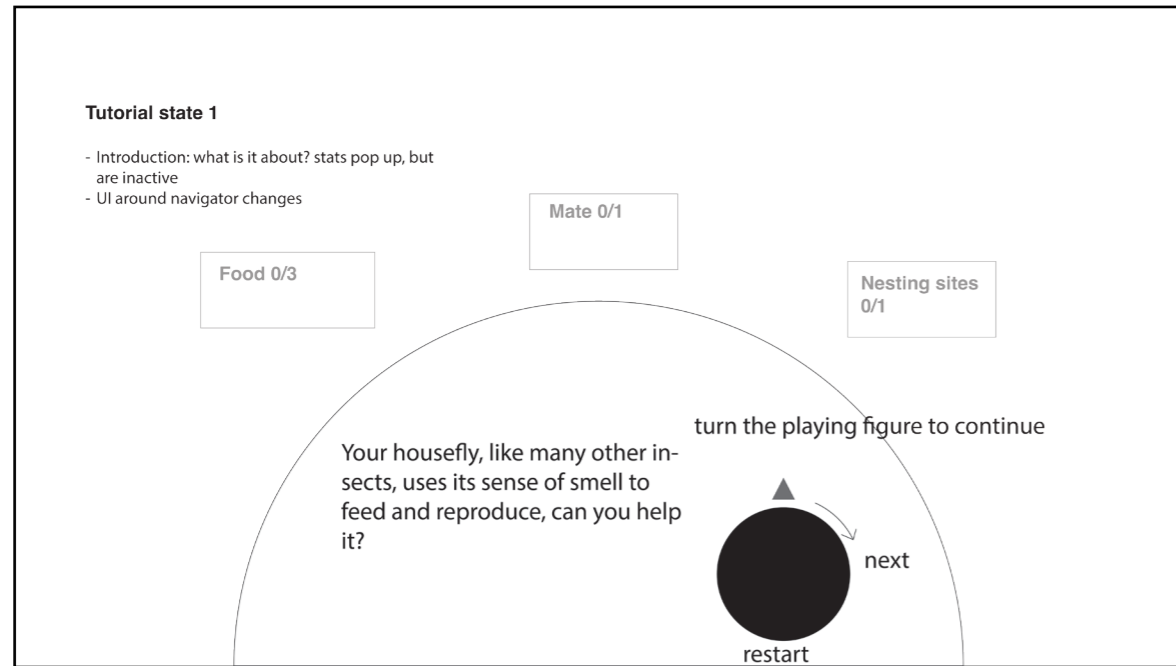 Tutorial state 1
- Introduction: what is it about? stats pop up, but
are inactive
- UI around navigator changes
Mate 0/1
Food 0/3
Nesting sites
0/1
turn the playing figure to continue
Your housefly, like many other in-
sects, uses its sense of smell to
feed and reproduce, can you help
it?
next
restart